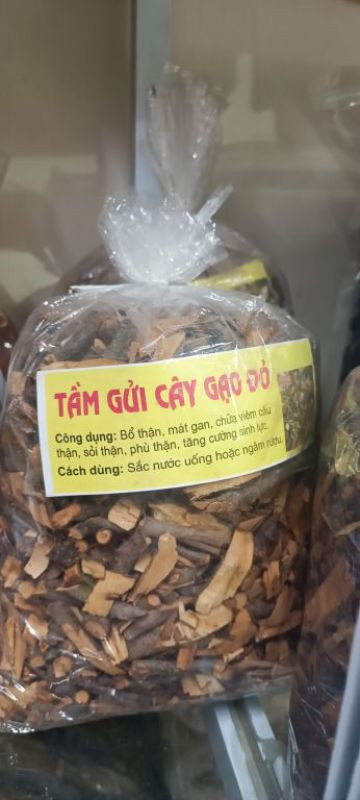 TẦM GỬI CÂY GẠO ĐỎ
Công dụng: Bổ thận, mát gan, chữa viêm cầu
thận, sỏi thận, phù thận, tăng cường sinh lực.
Cách dùng: Sắc nước uống hoặc ngâm rượu.